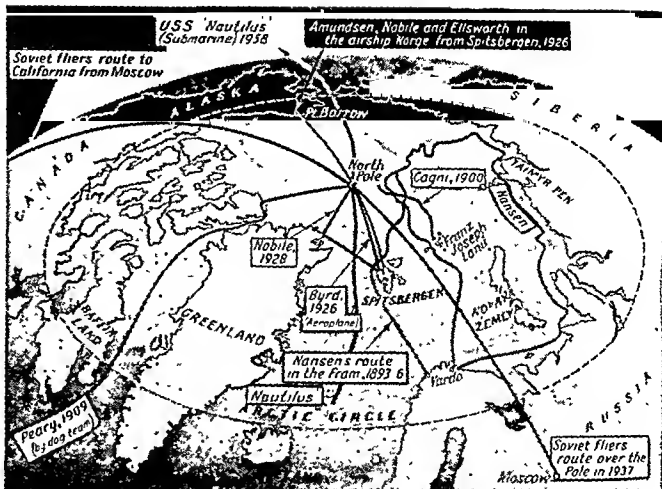 USS 'Nautilus'
(Submarine) 1958
Amundsen, Nobile and Ellsworth in
the airship Norge from Spitsbergen, 1926
Soviet fliers route to
California from Moscow
ALASKA
Pt. Barrow
SIBERIA
CANADA
North
Pole
Cagni, 1900
TAIMYR PEN.
Nansen
Franz
Joseph
Land
Nobile,
1928
Byrd,
1926
(Aeroplane)
SPITSBERGEN
NOVAYA
ZEMLY
BAFFIN
LAND
GREENLAND
Nansen's route
in the Fram, 1893 6
Vardo
Nautilus
ARCTIC CIRCLE
RUSSIA
Peary, 1909
(by dog team)
Soviet fliers
route over the
Pole in 1937
Moscow